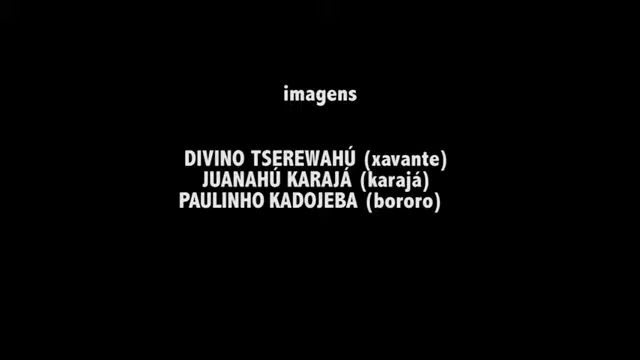 imagens
DIVINO TSEREWAHÚ (xavante)
JUANAHÚ KARAJÁ (karajá)
PAULINHO KADOJEBA (bororo)